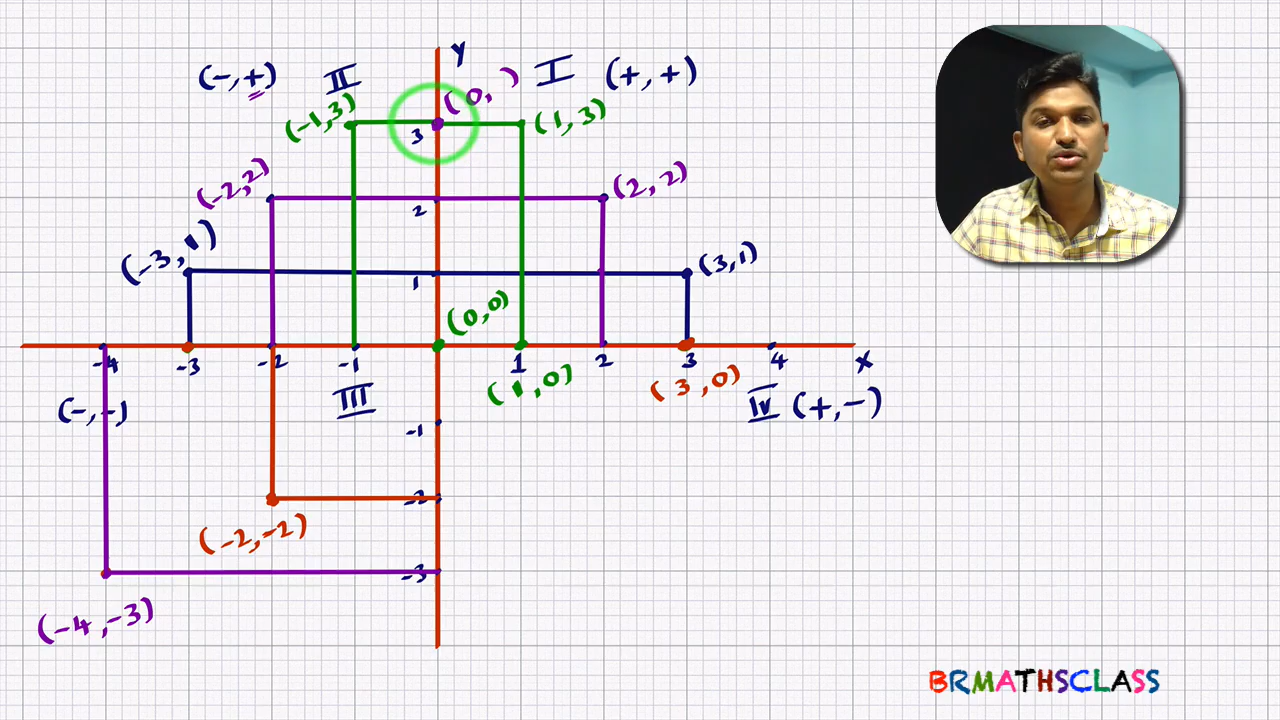 Y
(-,+) II I (+,+)
(0, )
(-1,3) 3 (1,3)
(-2,2) 2 (2,2)
(-3,1) 1 (3,1)
(0,0)
-4 -3 -2 -1 1 2 3 4 X
(1,0) (3,0)
(-,-) III IV (+,-)
-1
-2
(-2,-2)
-3
(-4,-3)
BRMATHSCLASS